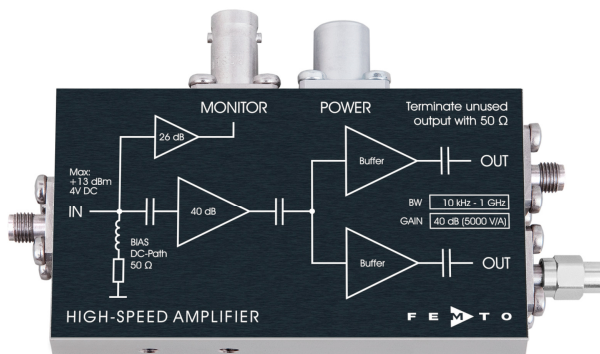 MONITOR
POWER
Terminate unused
output with 50 Ω
26 dB
Max:
+13 dBm
4V DC
IN
40 dB
BIAS
DC-Path
50 Ω
Buffer
OUT
BW 10 kHz - 1 GHz
GAIN 40 dB (5000 V/A)
Buffer
OUT
HIGH-SPEED AMPLIFIER
FEMTO